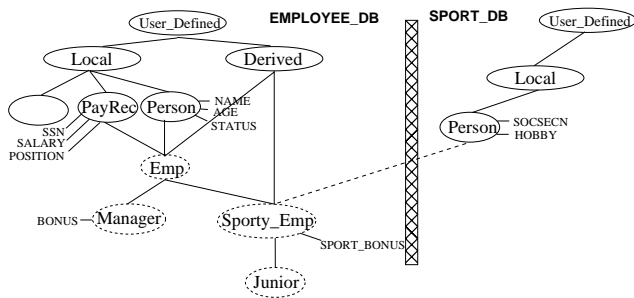 User_Defined
EMPLOYEE_DB
SPORT_DB
User_Defined
Local
Derived
Local
PayRec
Person
NAME
AGE
STATUS
SSN
SALARY
POSITION
Person
SOCSECN
HOBBY
Emp
BONUS
Manager
Sporty_Emp
SPORT_BONUS
Junior